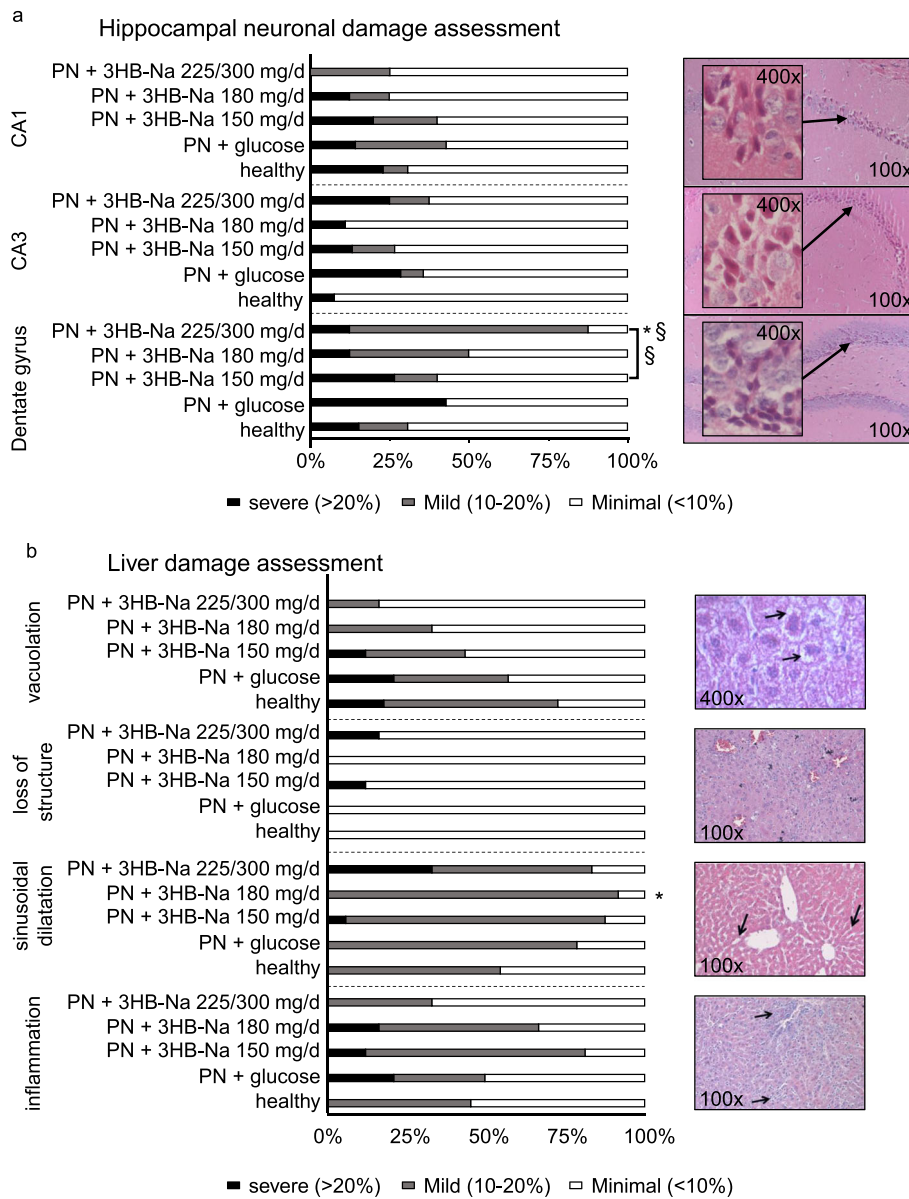 a
Hippocampal neuronal damage assessment
CA1
PN + 3HB-Na 225/300 mg/d
PN + 3HB-Na 180 mg/d
PN + 3HB-Na 150 mg/d
PN + glucose
healthy
400x
100x
CA3
PN + 3HB-Na 225/300 mg/d
PN + 3HB-Na 180 mg/d
PN + 3HB-Na 150 mg/d
PN + glucose
healthy
400x
100x
Dentate gyrus
PN + 3HB-Na 225/300 mg/d
* §
PN + 3HB-Na 180 mg/d
§
PN + 3HB-Na 150 mg/d
PN + glucose
healthy
400x
100x
0% 25% 50% 75% 100%
severe (>20%) Mild (10-20%) Minimal (<10%)
b
Liver damage assessment
vacuolation
PN + 3HB-Na 225/300 mg/d
PN + 3HB-Na 180 mg/d
PN + 3HB-Na 150 mg/d
PN + glucose
healthy
400x
loss of
structure
PN + 3HB-Na 225/300 mg/d
PN + 3HB-Na 180 mg/d
PN + 3HB-Na 150 mg/d
PN + glucose
healthy
100x
sinusoidal
dilatation
PN + 3HB-Na 225/300 mg/d
PN + 3HB-Na 180 mg/d
*
PN + 3HB-Na 150 mg/d
PN + glucose
healthy
100x
inflammation
PN + 3HB-Na 225/300 mg/d
PN + 3HB-Na 180 mg/d
PN + 3HB-Na 150 mg/d
PN + glucose
healthy
100x
0% 25% 50% 75% 100%
severe (>20%) Mild (10-20%) Minimal (<10%)